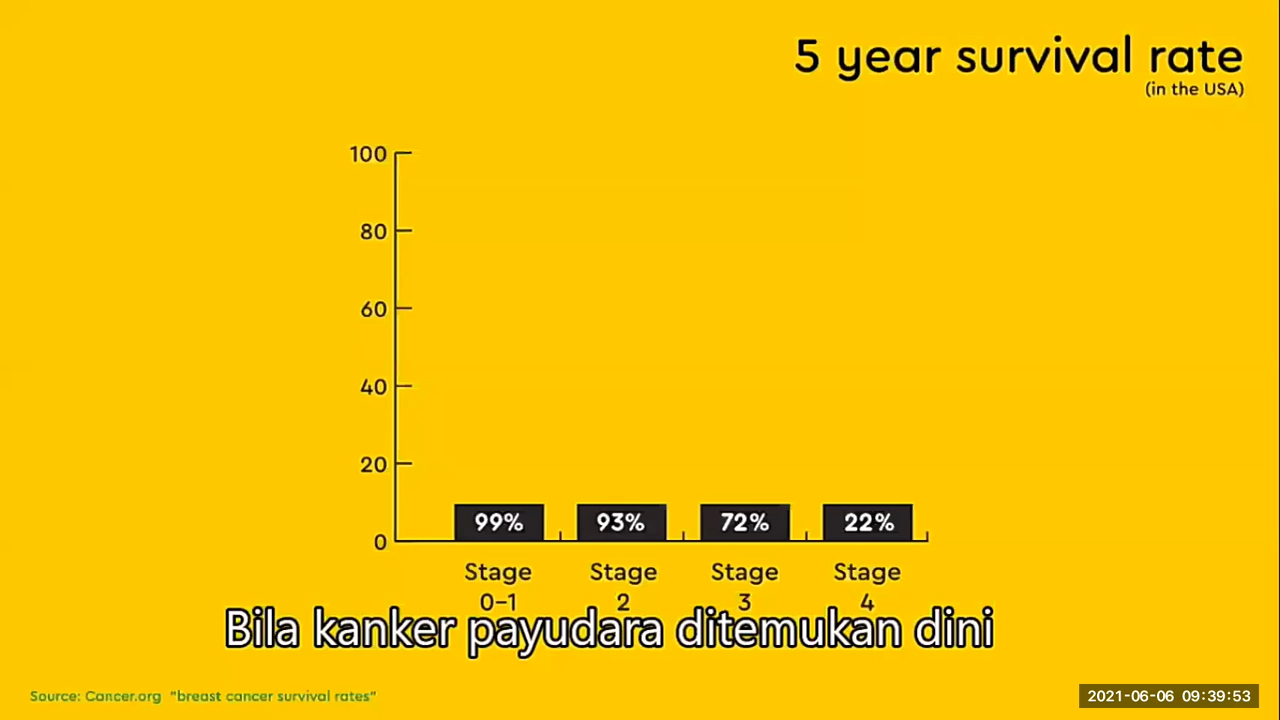 5 year survival rate
(in the USA)
100
80
60
40
20
0
99% 93% 72% 22%
Stage Stage Stage Stage
0–1 2 3 4
Bila kanker payudara ditemukan dini
Source: Cancer.org "breast cancer survival rates"
2021-06-06 09:39:53